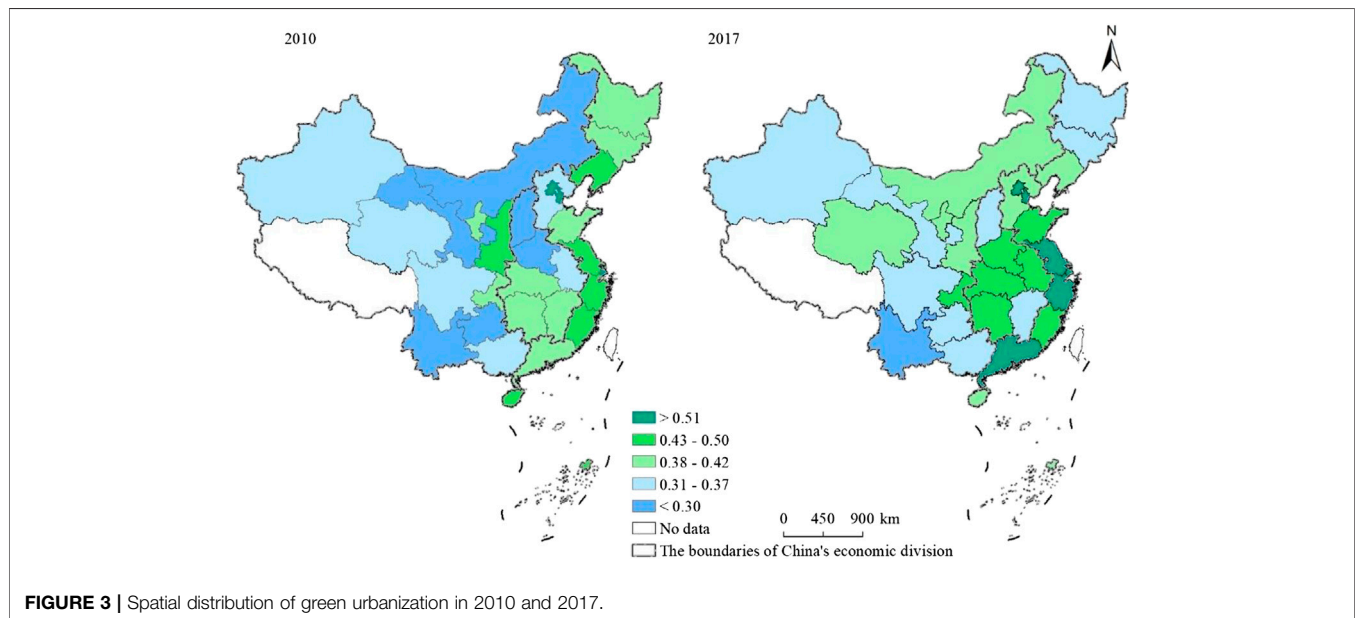 2010
2017
N
> 0.51
0.43 - 0.50
0.38 - 0.42
0.31 - 0.37
< 0.30
No data
The boundaries of China's economic division
0 450 900 km
FIGURE 3 | Spatial distribution of green urbanization in 2010 and 2017.